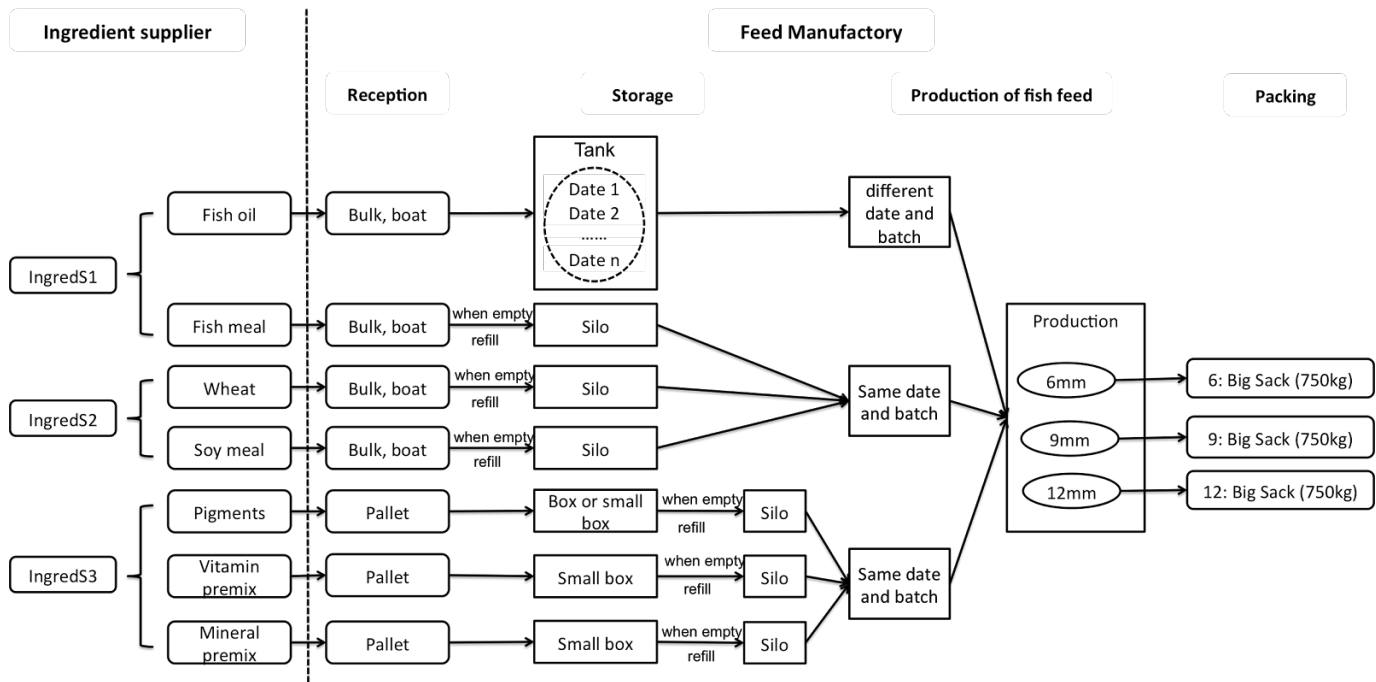 Ingredient supplier
Feed Manufactory
Reception
Storage
Production of fish feed
Packing
Tank
Date 1
Date 2
......
Date n
different
date and
batch
IngredS1
Fish oil
Bulk, boat
Fish meal
Bulk, boat
when empty
refill
Silo
Production
6mm
9mm
12mm
6: Big Sack (750kg)
9: Big Sack (750kg)
12: Big Sack (750kg)
IngredS2
Wheat
Bulk, boat
when empty
refill
Silo
Same date
and batch
Soy meal
Bulk, boat
when empty
refill
Silo
IngredS3
Pigments
Pallet
Box or small
box
when empty
refill
Silo
Vitamin
premix
Pallet
Small box
when empty
refill
Silo
Same date
and batch
Mineral
premix
Pallet
Small box
when empty
refill
Silo